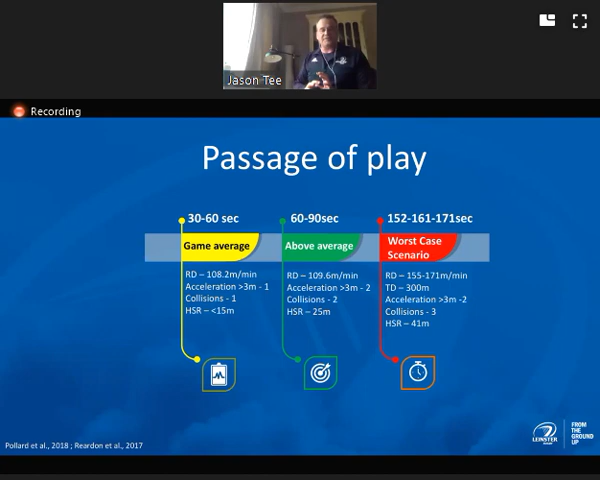 Jason Tee
Recording
Passage of play
30-60 sec
Game average
RD – 108.2m/min
Acceleration >3m - 1
Collisions - 1
HSR – <15m
60-90sec
Above average
RD – 109.6m/min
Acceleration >3m - 2
Collisions - 2
HSR – 25m
152-161-171sec
Worst Case
Scenario
RD – 155-171m/min
TD – 300m
Acceleration >3m -2
Collisions - 3
HSR – 41m
Pollard et al., 2018 ; Reardon et al., 2017
LEINSTER
FROM
THE
GROUND
UP